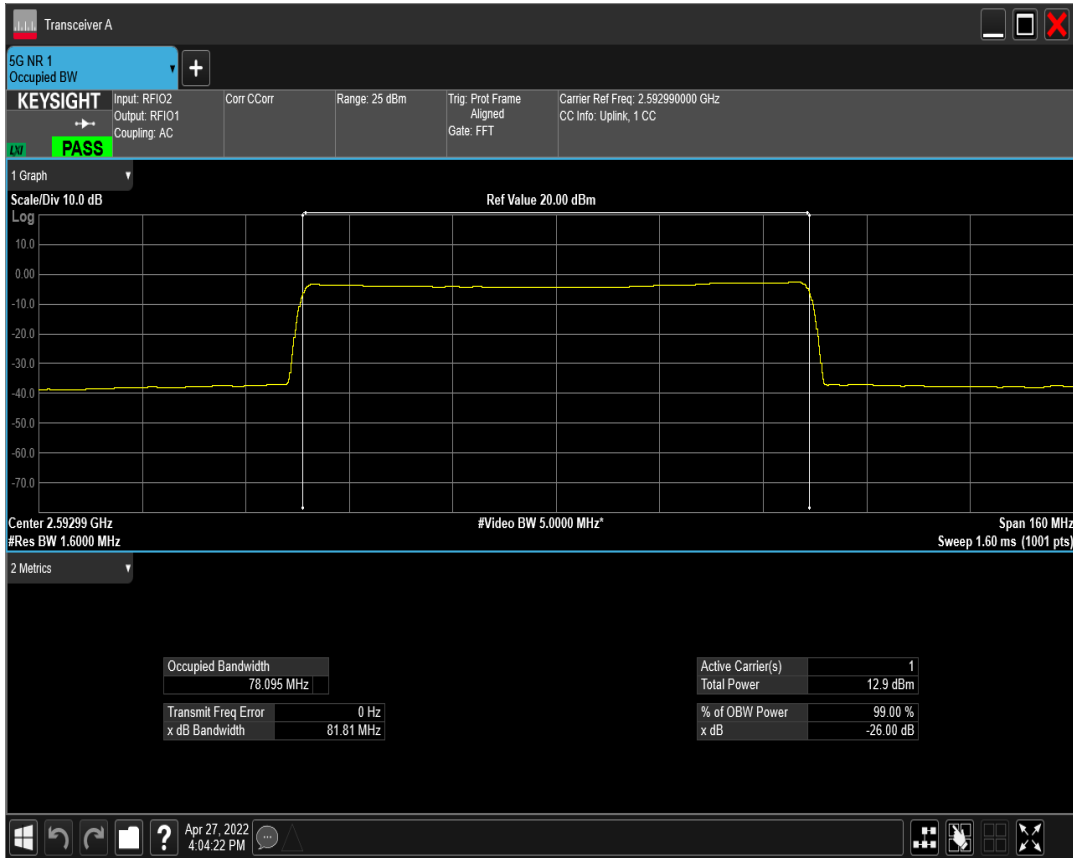 Transceiver A
5G NR 1
Occupied BW
KEYSIGHT
LXI
PASS
Input: RFIO2
Output: RFIO1
Coupling: AC
Corr CCorr
Range: 25 dBm
Trig: Prot Frame
Aligned
Gate: FFT
Carrier Ref Freq: 2.592990000 GHz
CC Info: Uplink, 1 CC
1 Graph
Scale/Div 10.0 dB
Ref Value 20.00 dBm
Log
10.0
0.00
-10.0
-20.0
-30.0
-40.0
-50.0
-60.0
-70.0
Center 2.59299 GHz
#Video BW 5.0000 MHz*
Span 160 MHz
#Res BW 1.6000 MHz
Sweep 1.60 ms (1001 pts)
2 Metrics
Occupied Bandwidth
78.095 MHz
Transmit Freq Error 0 Hz
x dB Bandwidth 81.81 MHz
Active Carrier(s) 1
Total Power 12.9 dBm
% of OBW Power 99.00 %
x dB -26.00 dB
?
Apr 27, 2022
4:04:22 PM